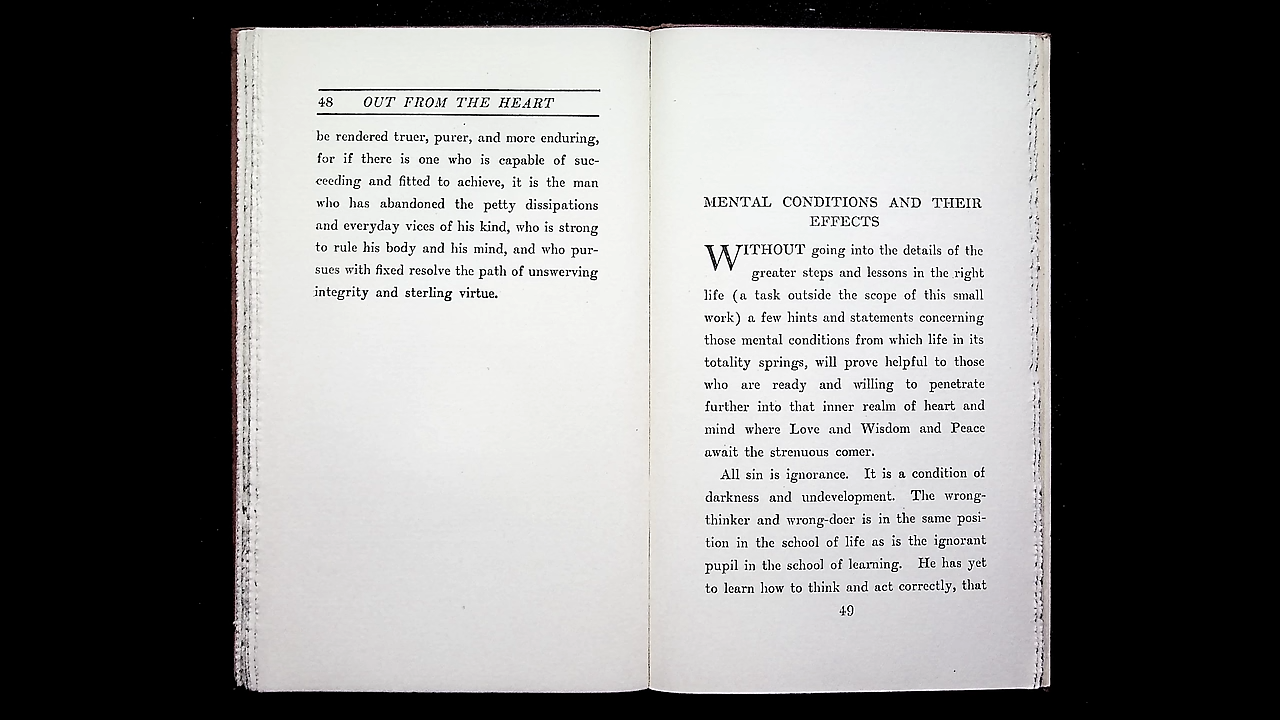 48 OUT FROM THE HEART
be rendered truer, purer, and more enduring,
for if there is one who is capable of suc-
ceeding and fitted to achieve, it is the man
who has abandoned the petty dissipations
and everyday vices of his kind, who is strong
to rule his body and his mind, and who pur-
sues with fixed resolve the path of unswerving
integrity and sterling virtue.
MENTAL CONDITIONS AND THEIR
EFFECTS
WITHOUT going into the details of the
greater steps and lessons in the right
life (a task outside the scope of this small
work) a few hints and statements concerning
those mental conditions from which life in its
totality springs, will prove helpful to those
who are ready and willing to penetrate
further into that inner realm of heart and
mind where Love and Wisdom and Peace
await the strenuous comer.
All sin is ignorance. It is a condition of
darkness and undevelopment. The wrong-
thinker and wrong-doer is in the same posi-
tion in the school of life as is the ignorant
pupil in the school of learning. He has yet
to learn how to think and act correctly, that
49